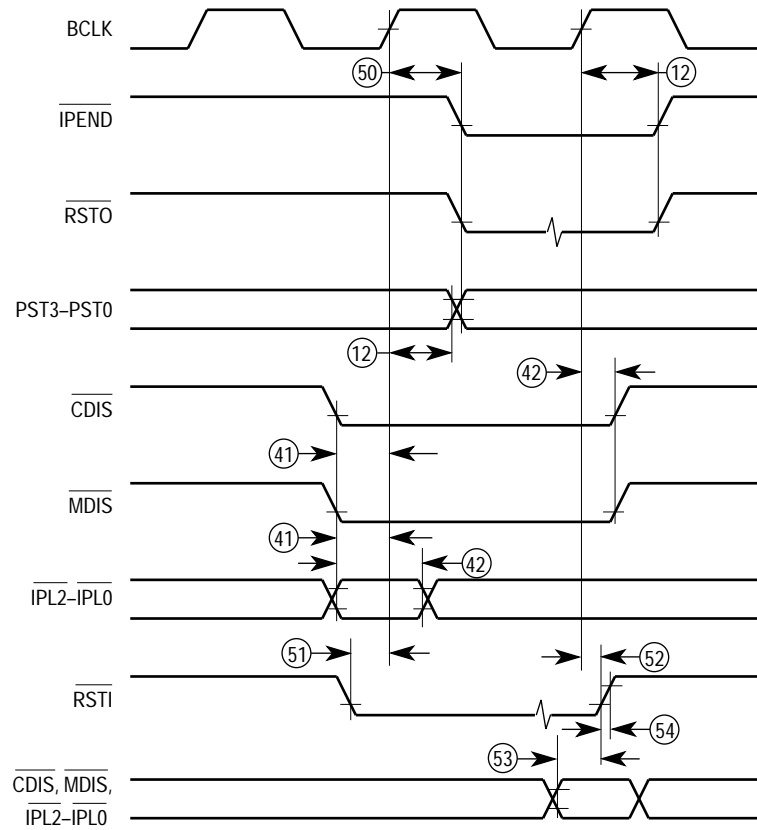 BCLK
50
12
IPEND
RSTO
PST3–PST0
12
42
CDIS
41
MDIS
41
42
IPL2–IPL0
51
52
RSTI
54
53
CDIS, MDIS,
IPL2–IPL0